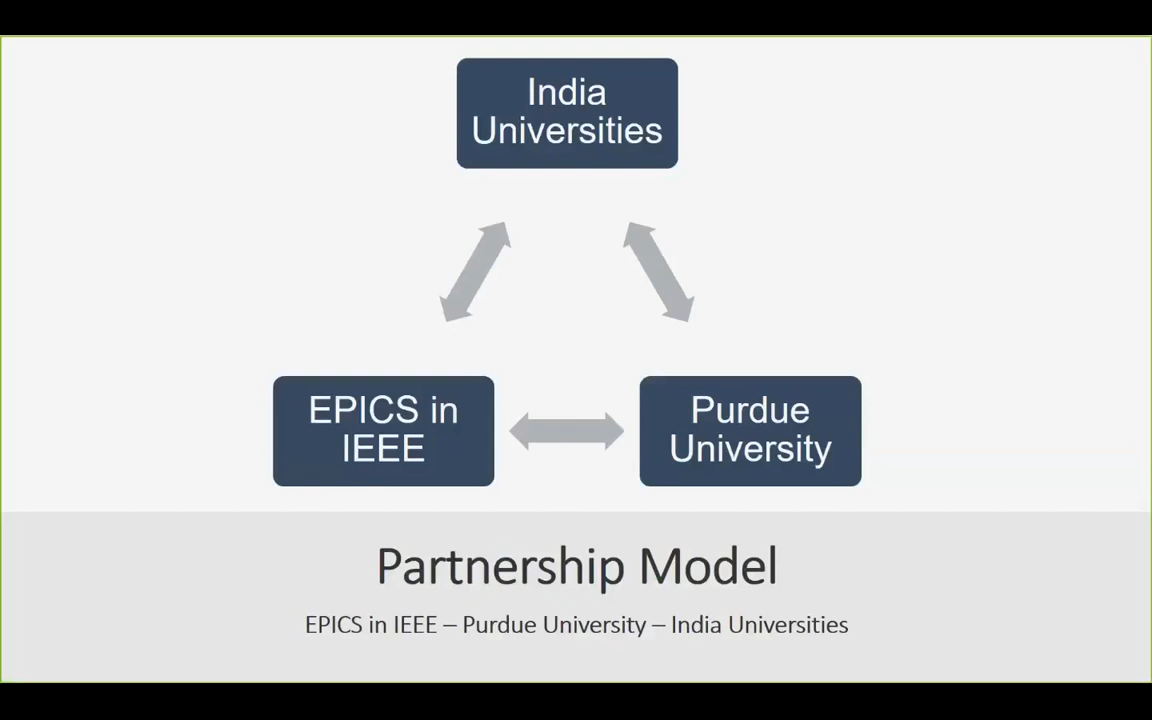 India
Universities
EPICS in
IEEE
Purdue
University
Partnership Model
EPICS in IEEE – Purdue University – India Universities